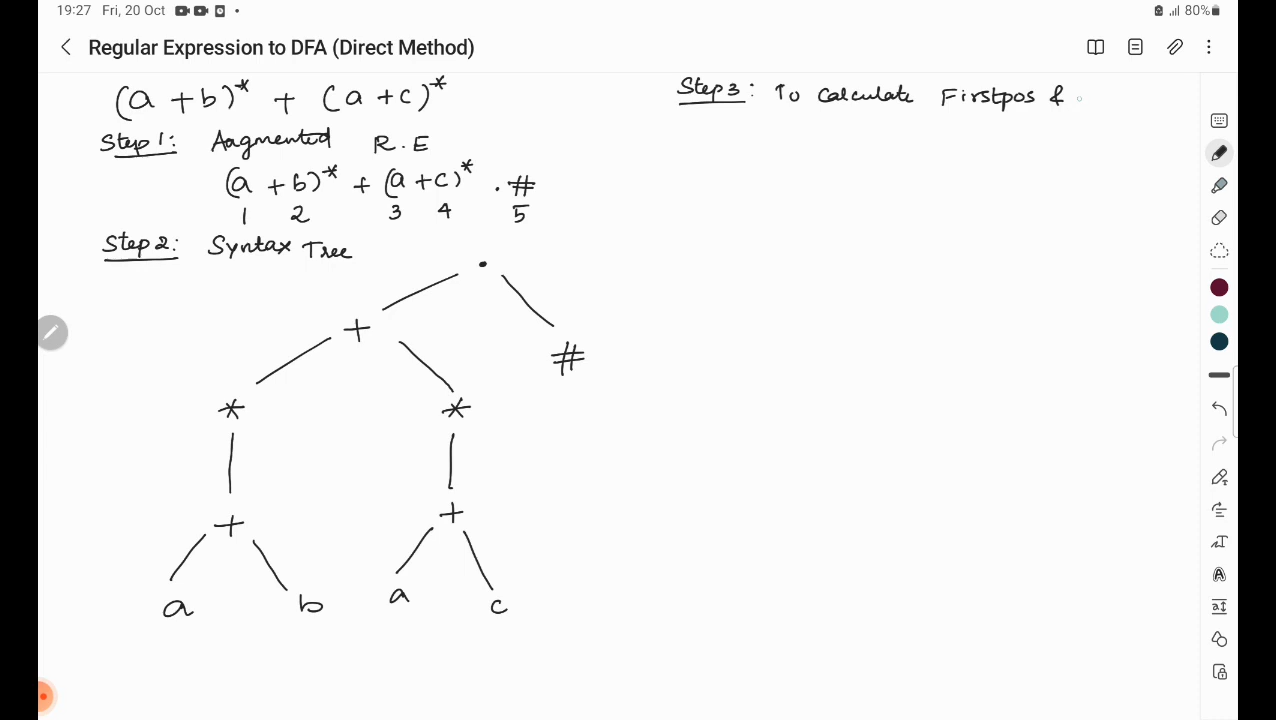 19:27 Fri, 20 Oct
80%
Regular Expression to DFA (Direct Method)
(a + b)* + (a + c)*
Step 1: Augmented R.E
(a + b)* + (a + c)* . #
1 2 3 4 5
Step 2: Syntax Tree
.
+ #
* *
+ +
a b a c
Step 3: To calculate Firstpos &